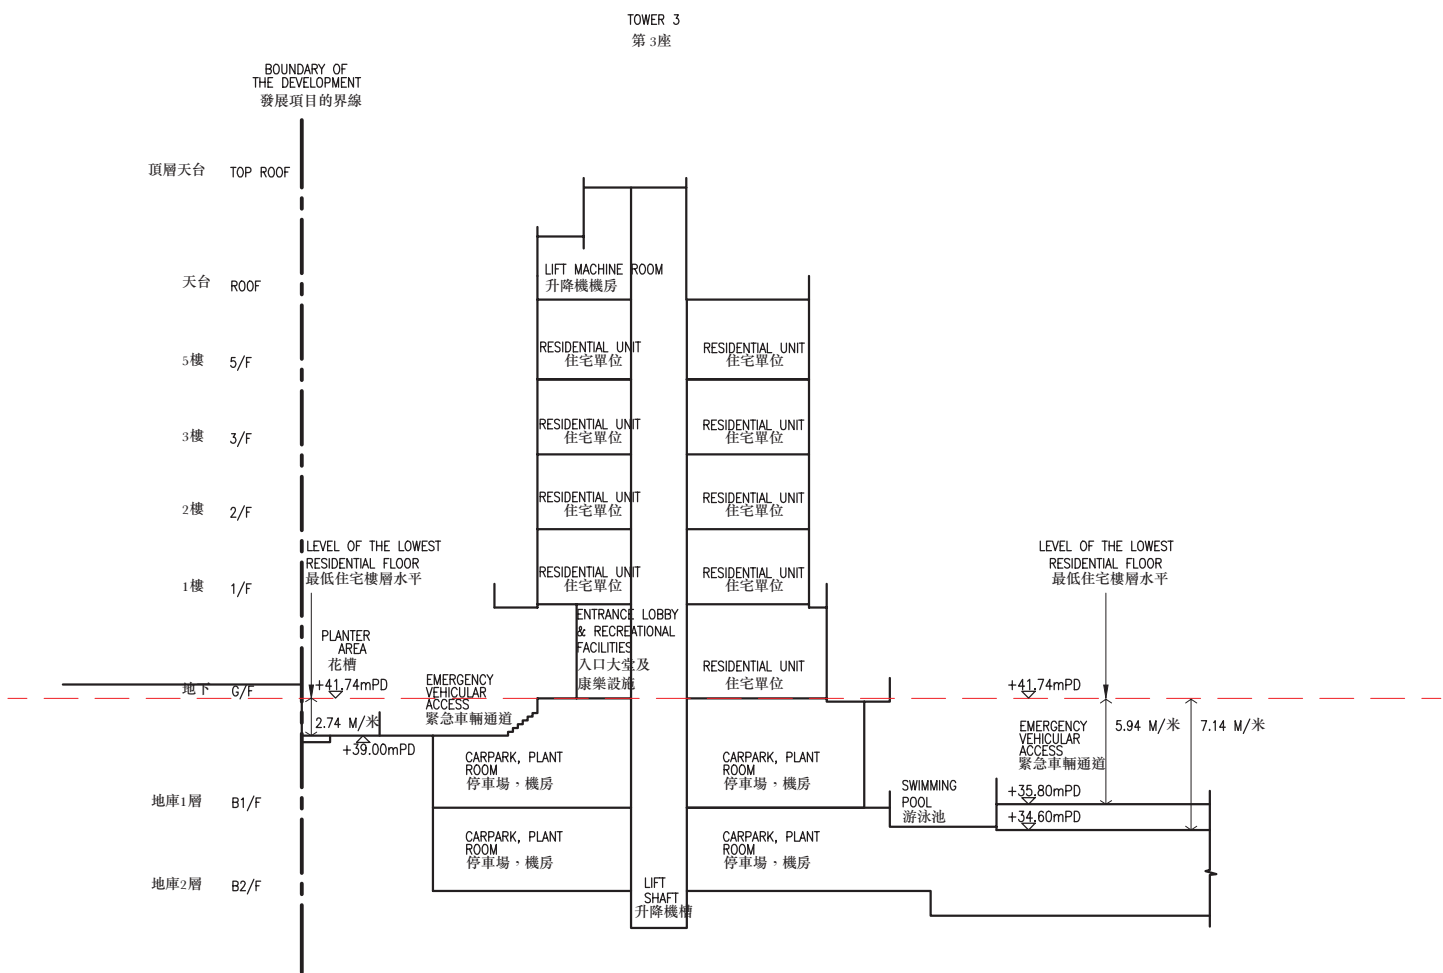 TOWER 3
第 3座
BOUNDARY OF
THE DEVELOPMENT
發展項目的界線
頂層天台 TOP ROOF
天台 ROOF
LIFT MACHINE ROOM
升降機機房
5樓 5/F
RESIDENTIAL UNIT
住宅單位
RESIDENTIAL UNIT
住宅單位
3樓 3/F
RESIDENTIAL UNIT
住宅單位
RESIDENTIAL UNIT
住宅單位
2樓 2/F
RESIDENTIAL UNIT
住宅單位
RESIDENTIAL UNIT
住宅單位
1樓 1/F
LEVEL OF THE LOWEST
RESIDENTIAL FLOOR
最低住宅樓層水平
RESIDENTIAL UNIT
住宅單位
RESIDENTIAL UNIT
住宅單位
LEVEL OF THE LOWEST
RESIDENTIAL FLOOR
最低住宅樓層水平
PLANTER
AREA
花槽
ENTRANCE LOBBY
& RECREATIONAL
FACILITIES
入口大堂及
康樂設施
RESIDENTIAL UNIT
住宅單位
地下 G/F
+41.74mPD
EMERGENCY
VEHICULAR
ACCESS
緊急車輛通道
2.74 M/米
+39.00mPD
+41.74mPD
EMERGENCY
VEHICULAR
ACCESS
緊急車輛通道
5.94 M/米
7.14 M/米
CARPARK, PLANT
ROOM
停車場、機房
CARPARK, PLANT
ROOM
停車場、機房
地庫1層 B1/F
SWIMMING
POOL
游泳池
+35.80mPD
+34.60mPD
CARPARK, PLANT
ROOM
停車場、機房
CARPARK, PLANT
ROOM
停車場、機房
地庫2層 B2/F
LIFT
SHAFT
升降機槽